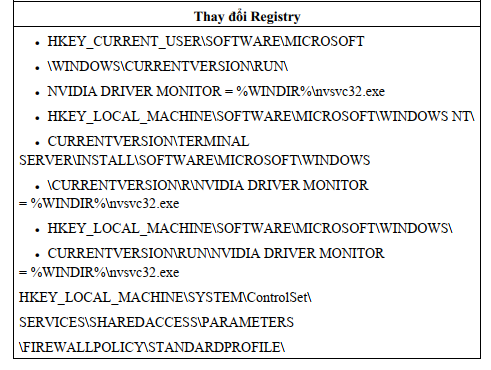 Thay đổi Registry
• HKEY_CURRENT_USER\SOFTWARE\MICROSOFT
• \WINDOWS\CURRENTVERSION\RUN\
• NVIDIA DRIVER MONITOR = %WINDIR%\nvsvc32.exe
• HKEY_LOCAL_MACHINE\SOFTWARE\MICROSOFT\WINDOWS NT\
• CURRENTVERSION\TERMINAL
SERVER\INSTALL\SOFTWARE\MICROSOFT\WINDOWS
• \CURRENTVERSION\R\NVIDIA DRIVER MONITOR
= %WINDIR%\nvsvc32.exe
• HKEY_LOCAL_MACHINE\SOFTWARE\MICROSOFT\WINDOWS\
• CURRENTVERSION\RUN\NVIDIA DRIVER MONITOR
= %WINDIR%\nvsvc32.exe
HKEY_LOCAL_MACHINE\SYSTEM\ControlSet\
SERVICES\SHAREDACCESS\PARAMETERS
\FIREWALLPOLICY\STANDARDPROFILE\